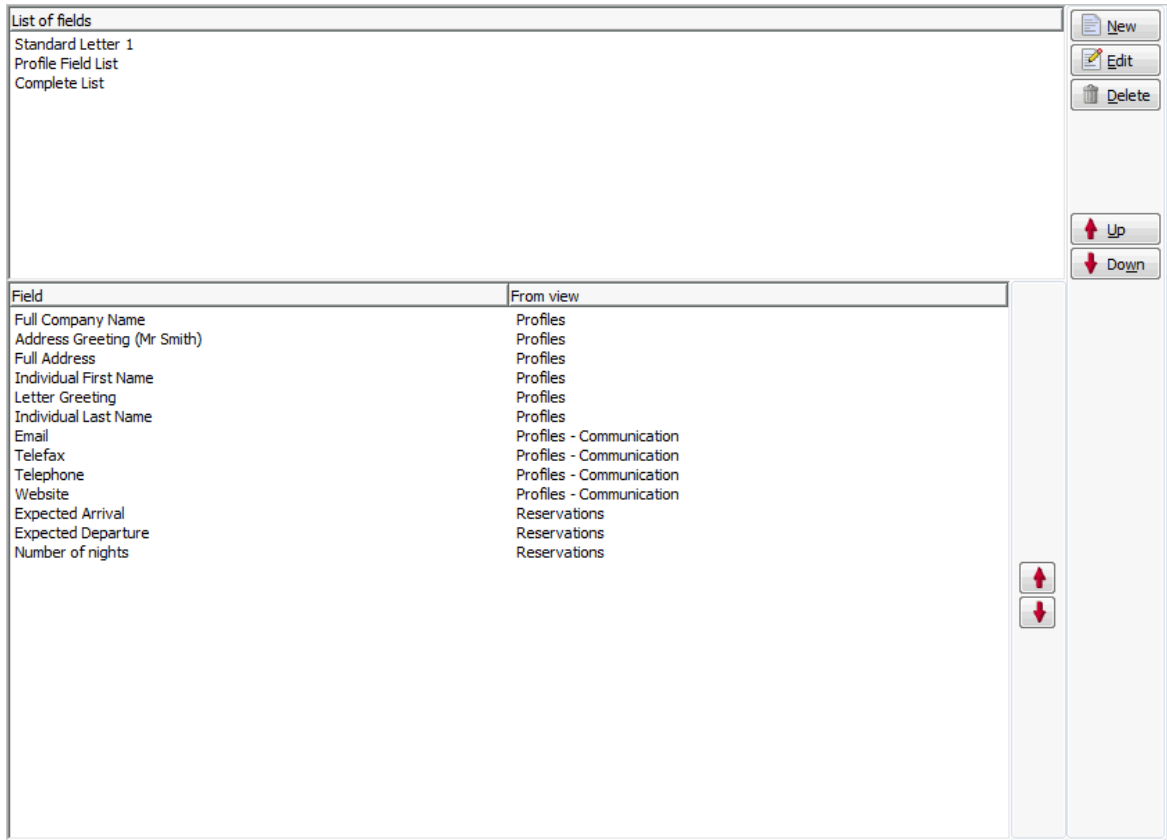 List of fields
Standard Letter 1
Profile Field List
Complete List
New
Edit
Delete
Up
Down
Field From view
Full Company Name Profiles
Address Greeting (Mr Smith) Profiles
Full Address Profiles
Individual First Name Profiles
Letter Greeting Profiles
Individual Last Name Profiles
Email Profiles - Communication
Telefax Profiles - Communication
Telephone Profiles - Communication
Website Profiles - Communication
Expected Arrival Reservations
Expected Departure Reservations
Number of nights Reservations